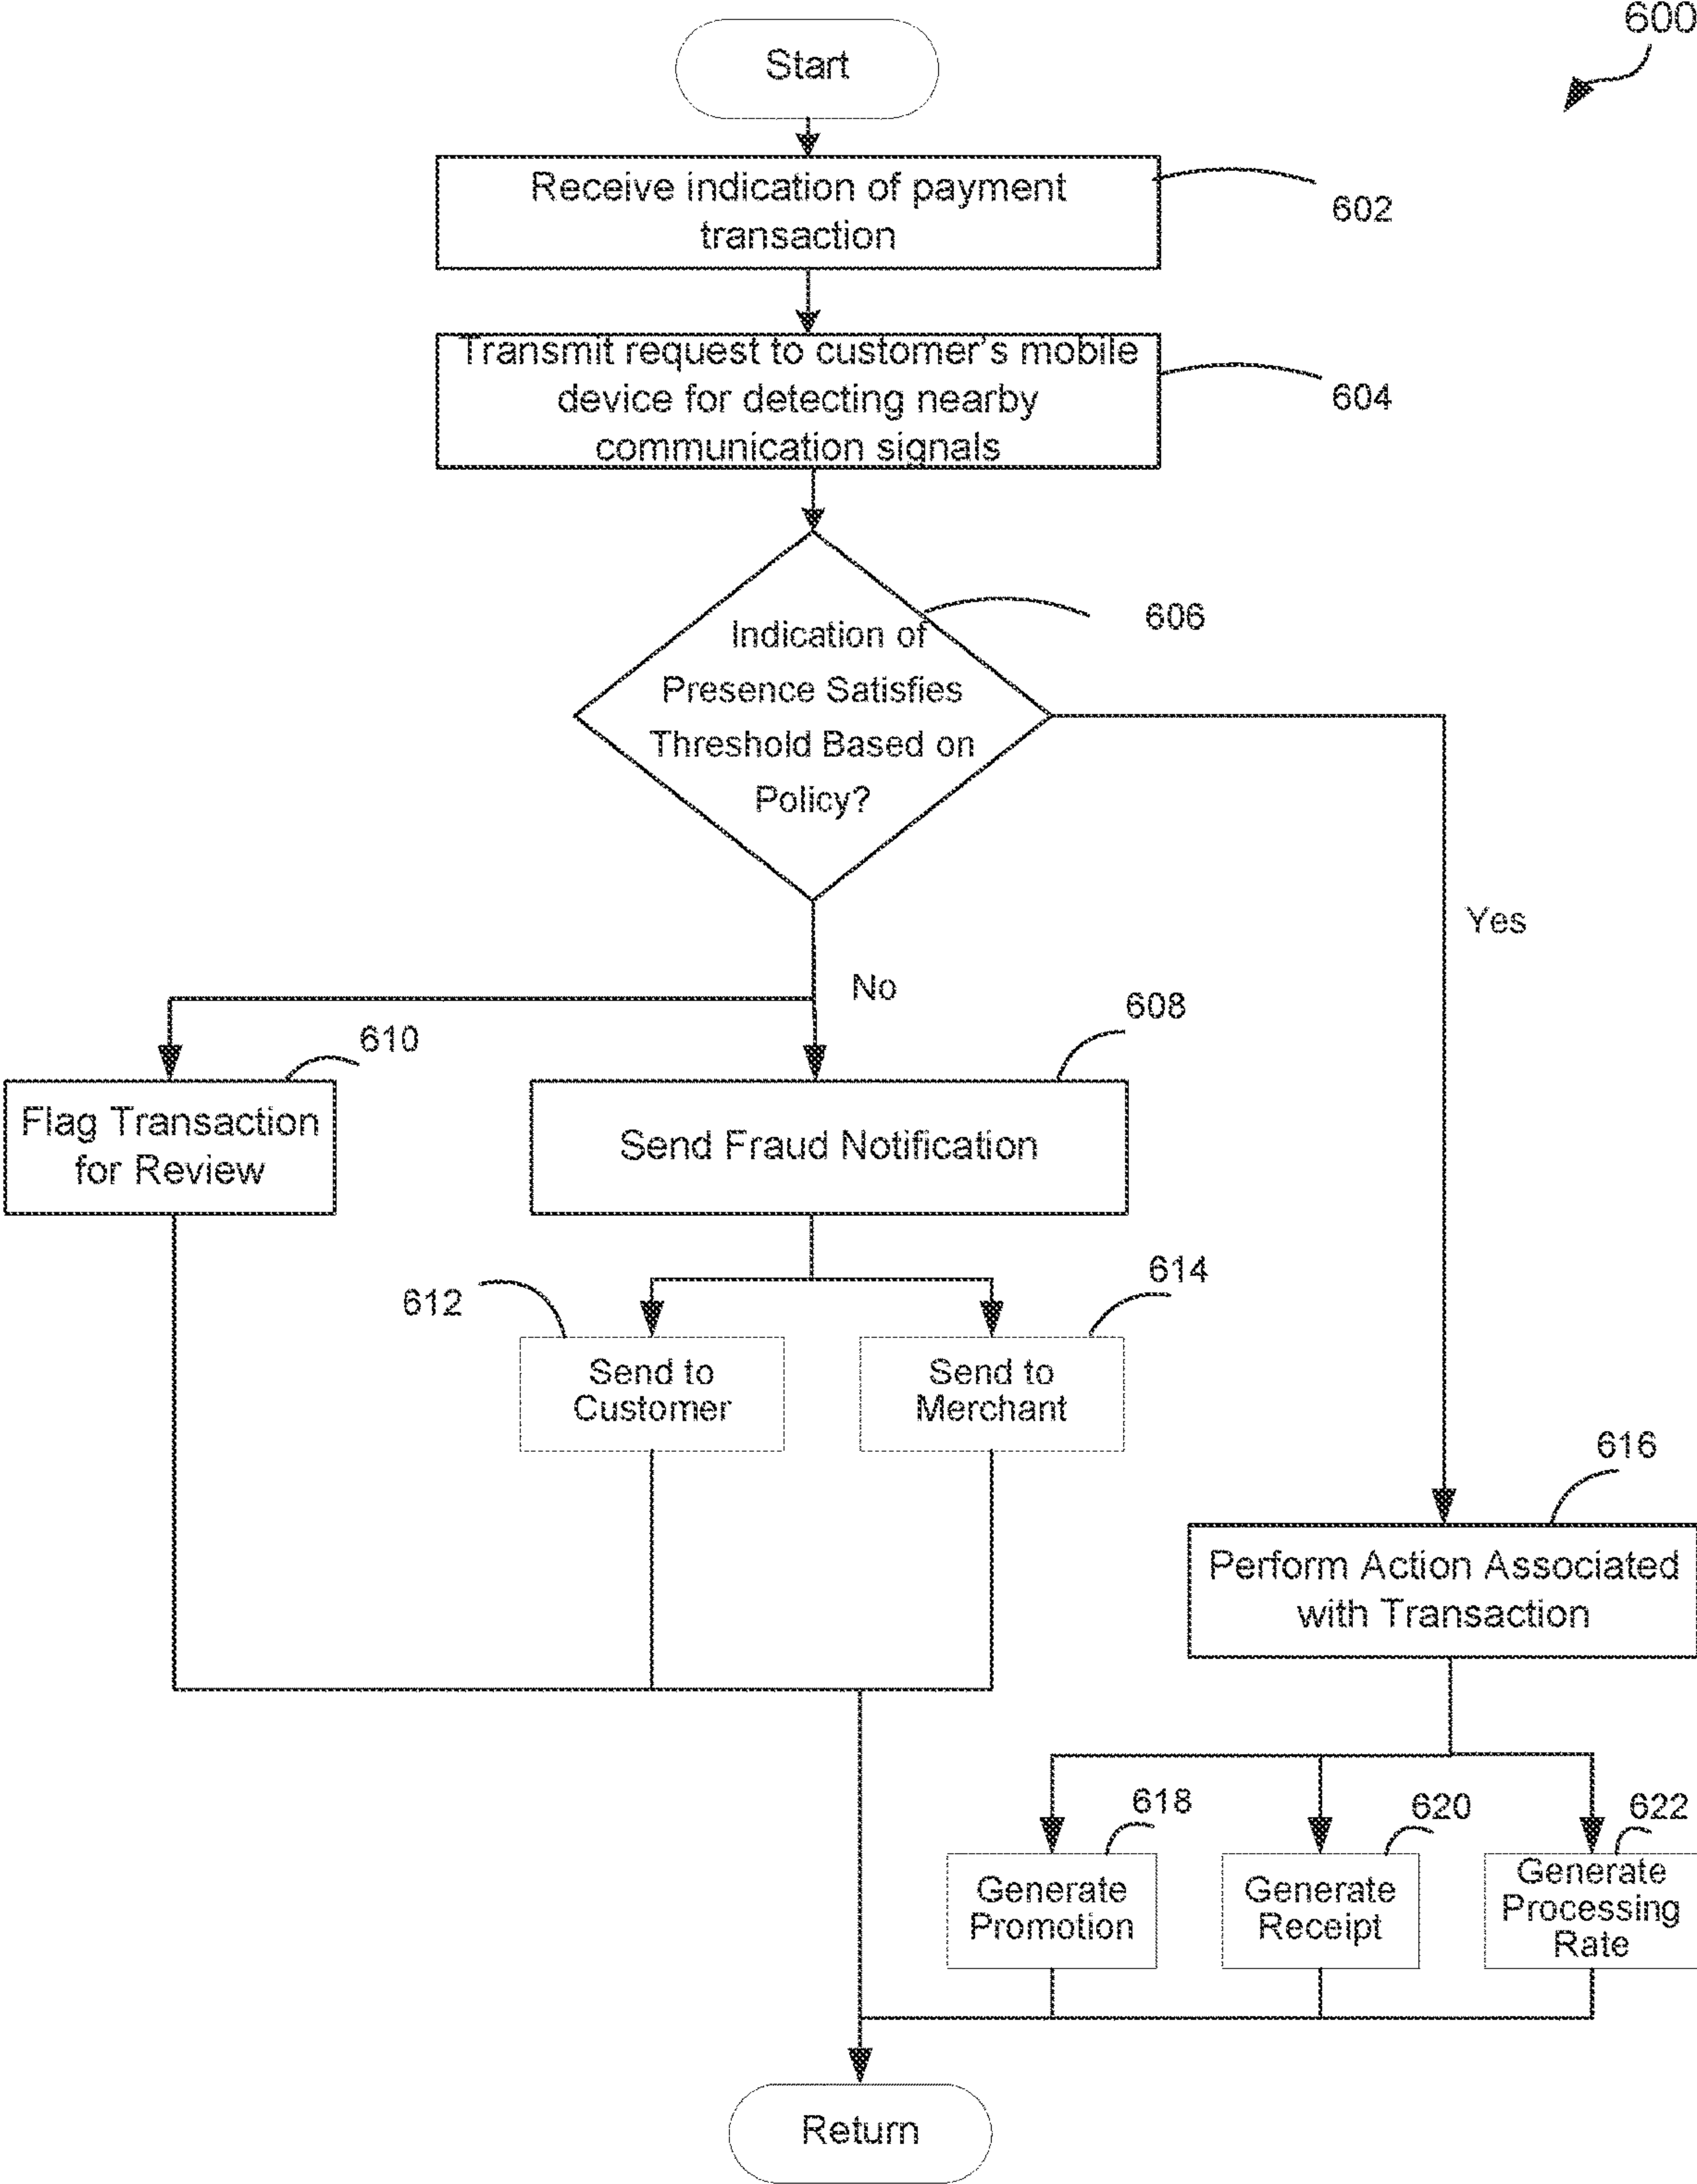 600
Start
Receive indication of payment
transaction
602
Transmit request to customer's mobile
device for detecting nearby
communication signals
604
606
Indication of
Presence Satisfies
Threshold Based on
Policy?
Yes
No
608
610
Flag Transaction
for Review
Send Fraud Notification
612
614
Send to
Customer
Send to
Merchant
616
Perform Action Associated
with Transaction
618
620
622
Generate
Promotion
Generate
Receipt
Generate
Processing
Rate
Return